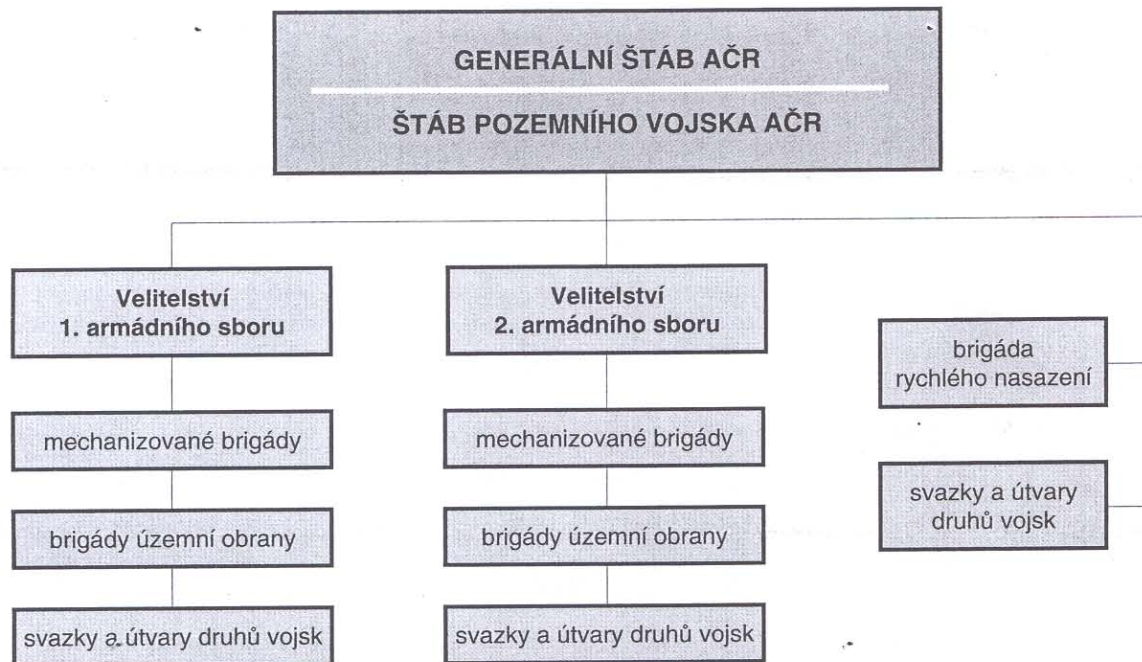 GENERÁLNÍ ŠTÁB AČR
ŠTÁB POZEMNÍHO VOJSKA AČR
Velitelství
1. armádního sboru
mechanizované brigády
brigády územní obrany
svazky a útvary druhů vojsk
Velitelství
2. armádního sboru
mechanizované brigády
brigády územní obrany
svazky a útvary druhů vojsk
brigáda
rychlého nasazení
svazky a útvary
druhů vojsk